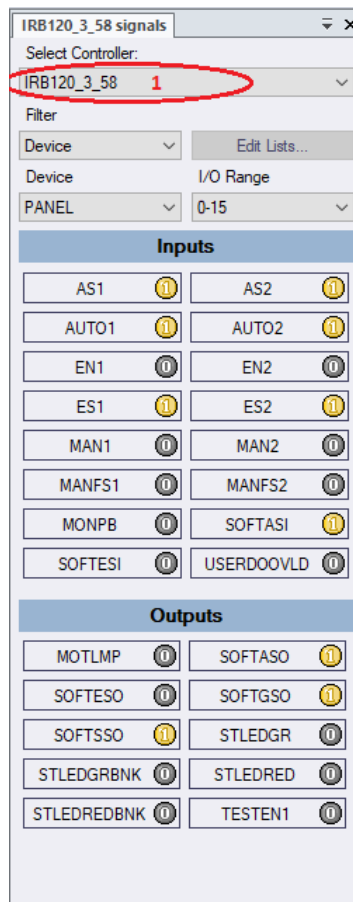 IRB120_3_58 signals
Select Controller:
IRB120_3_58 1
Filter
Device Edit Lists...
Device I/O Range
PANEL 0-15
Inputs
AS1 1 AS2 1
AUTO1 1 AUTO2 1
EN1 0 EN2 0
ES1 1 ES2 1
MAN1 0 MAN2 0
MANFS1 0 MANFS2 0
MONPB 0 SOFTASI 1
SOFTESI 0 USERDOOVLD 0
Outputs
MOTLMP 0 SOFTASO 1
SOFTESO 0 SOFTGSO 1
SOFTSSO 1 STLEDGR 0
STLEDGRBNK 0 STLEDRED 0
STLEDREDBNK 0 TESTEN1 0